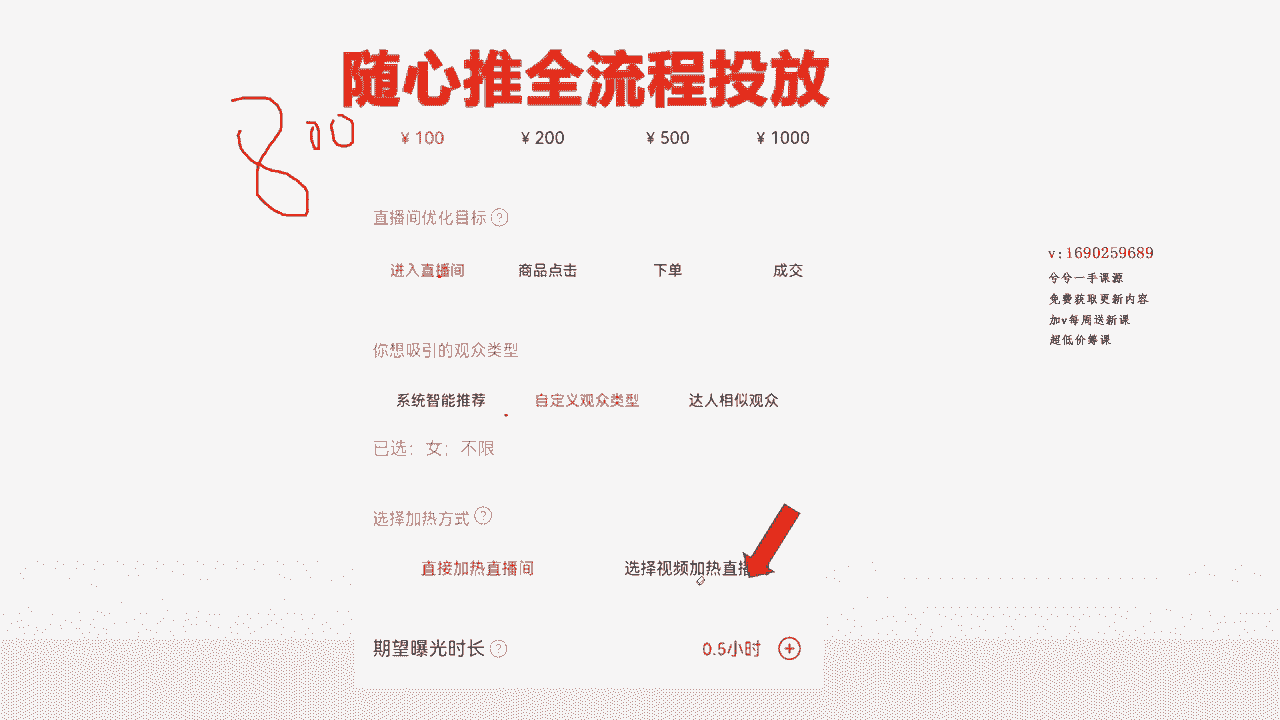 随心推全流程投放
800
¥ 100 ¥ 200 ¥ 500 ¥ 1000
直播间优化目标 ?
进入直播间 商品点击 下单 成交
你想吸引的观众类型
系统智能推荐 自定义观众类型 达人相似观众
已选：女；不限
选择加热方式 ?
直接加热直播间 选择视频加热直播
期望曝光时长 ? 0.5小时 +
v:1690259689
兮兮一手课源
免费获取更新内容
加v每周送新课
超低价筹课